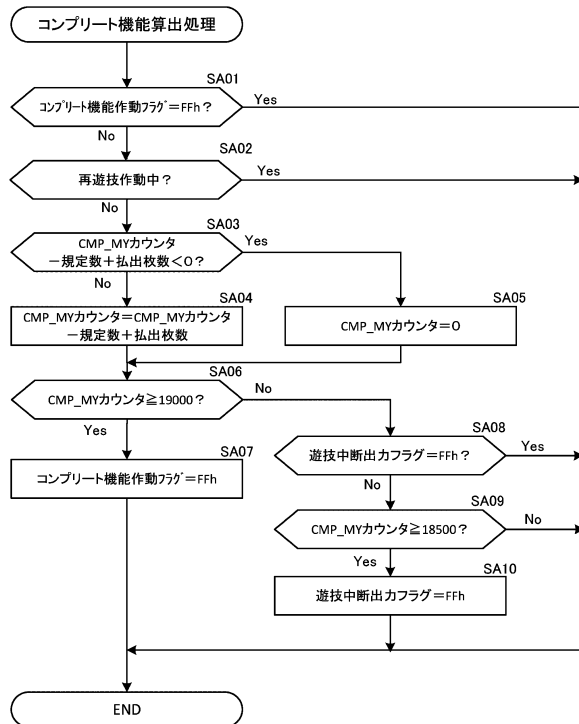 コンプリート機能算出処理
SA01
コンプリート機能作動フラグ=FFh?
Yes
No
SA02
再遊技作動中?
Yes
No
SA03
CMP_MYカウンタ
−規定数+払出枚数<0?
Yes
No
SA04
CMP_MYカウンタ=CMP_MYカウンタ
−規定数+払出枚数
SA05
CMP_MYカウンタ=0
SA06
CMP_MYカウンタ≧19000?
No
Yes
SA07
コンプリート機能作動フラグ=FFh
SA08
遊技中断出力フラグ=FFh?
Yes
No
SA09
CMP_MYカウンタ≧18500?
No
Yes
SA10
遊技中断出力フラグ=FFh
END